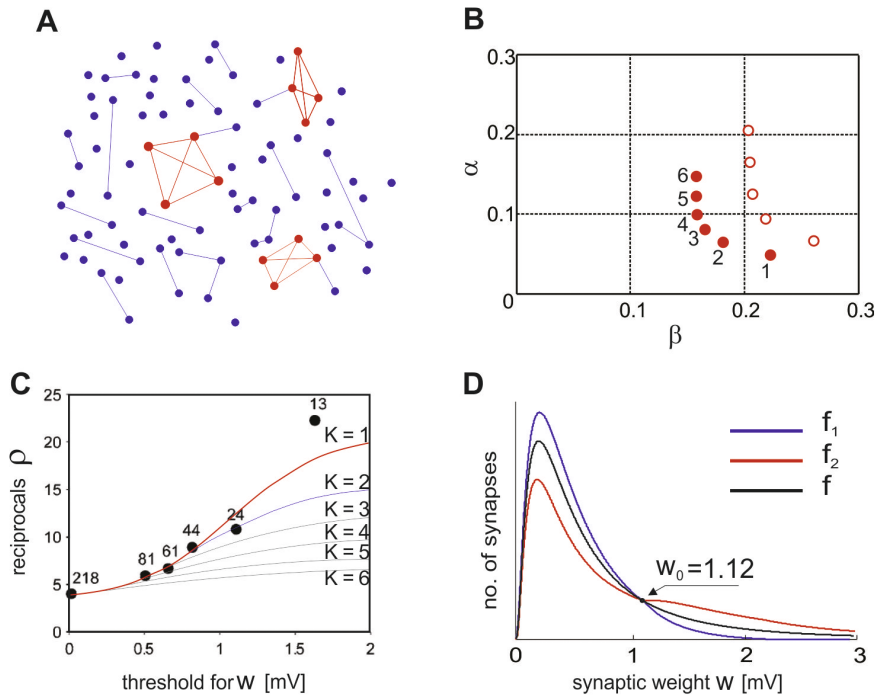 A
B
0.3
0.2
α
6
5
0.1
4
3
2
1
0
0.1
0.2
0.3
β
C
D
25
13
20
K = 1
reciprocals ρ
15
K = 2
K = 3
10
44
24
K = 4
81
61
K = 5
5
218
K = 6
0
0
0.5
1
1.5
2
threshold for w [mV]
f1
f2
f
no. of synapses
w0 = 1.12
0
1
2
3
synaptic weight w [mV]